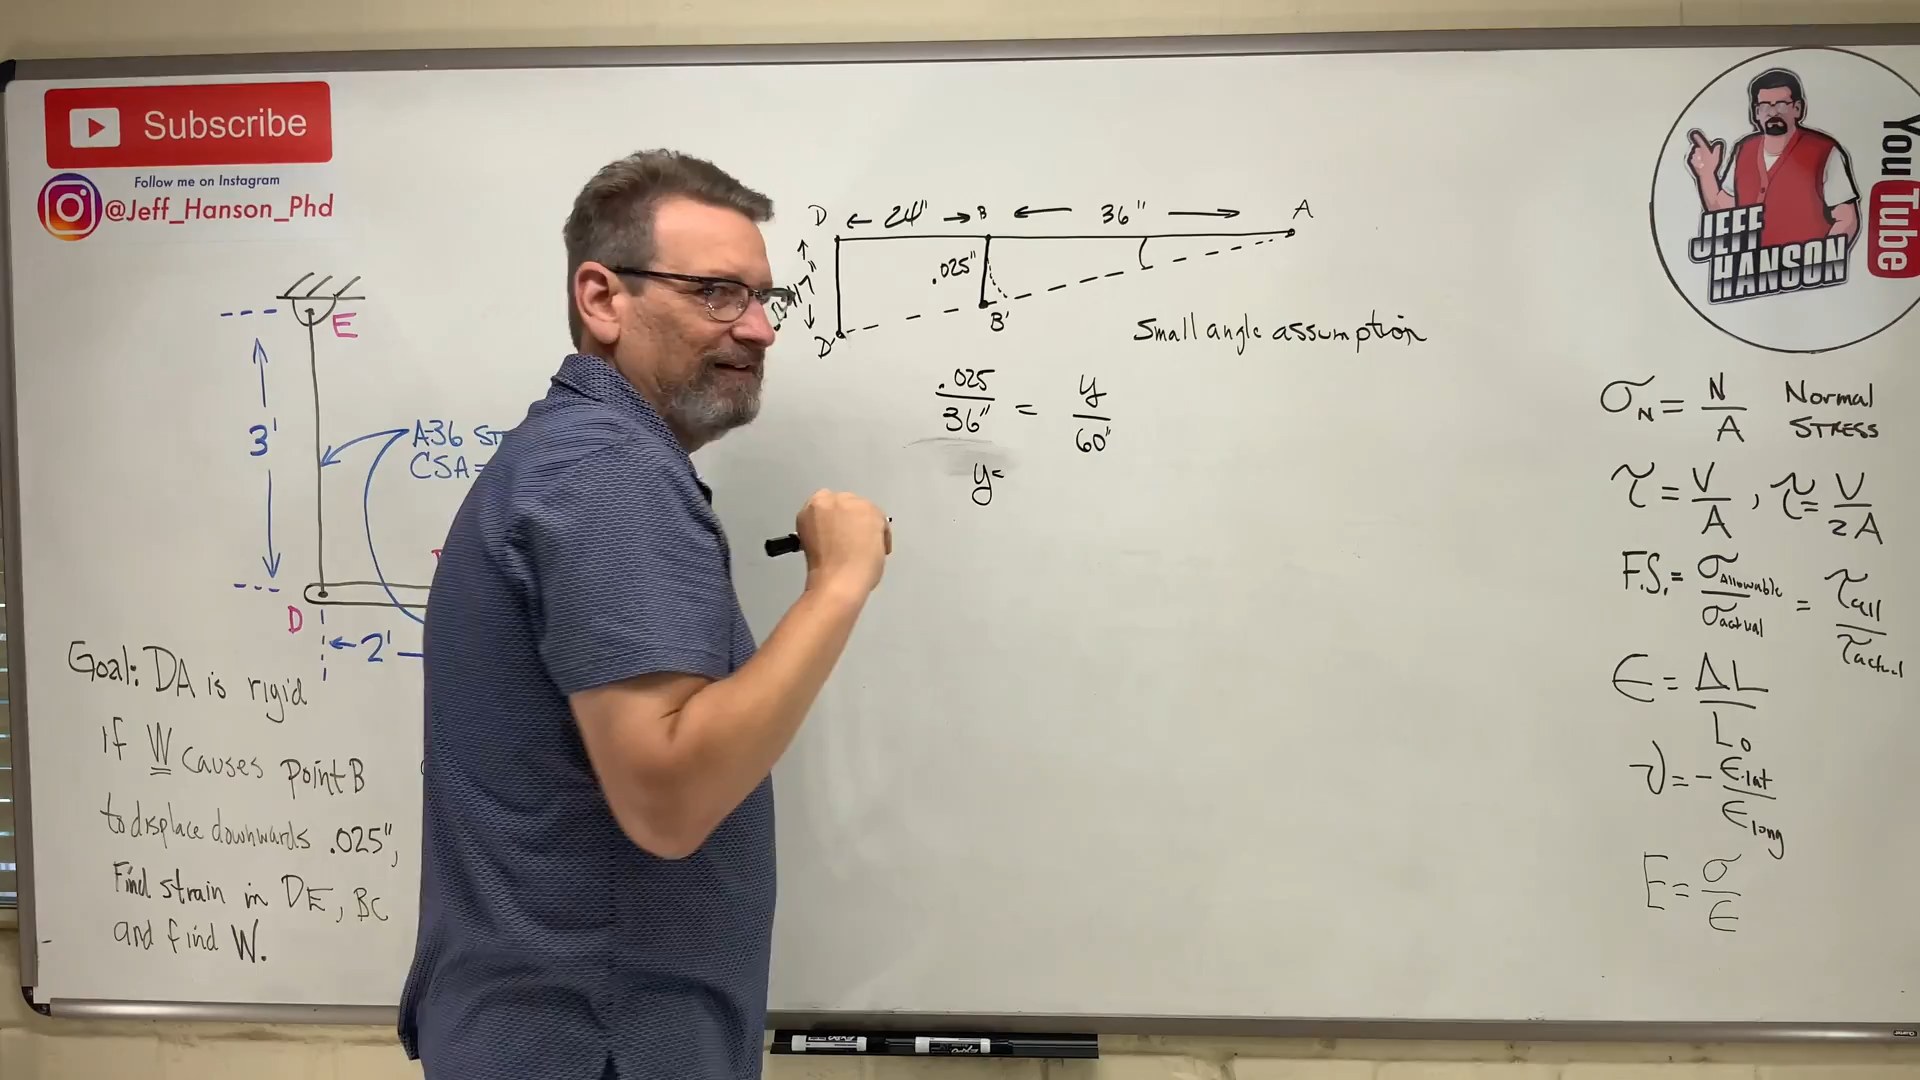 Subscribe
Follow me on Instagram
@Jeff_Hanson_Phd
E
3'
A-36 ST
CSA=
D
2'
Goal: DA is rigid
if W causes point B
to displace downwards .025",
Find strain in DE, BC
and find W.
D 24" B 36" A
.025"
D' B'
Small angle assumption
.025
36"
=
y
60"
y=
JEFF
HANSON
YouTube
σN = N/A Normal STRESS
τ = V/A , τ = V/2A
F.S. = σAllowable/σactual = τall/τactual
ϵ = ΔL/L₀
ν = - ϵlat/ϵlong
E = σ/ϵ